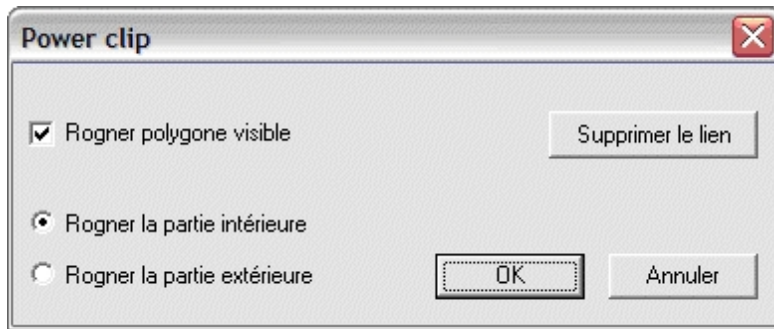 Power clip
Rogner polygone visible
Supprimer le lien
Rogner la partie intérieure
Rogner la partie extérieure
OK
Annuler